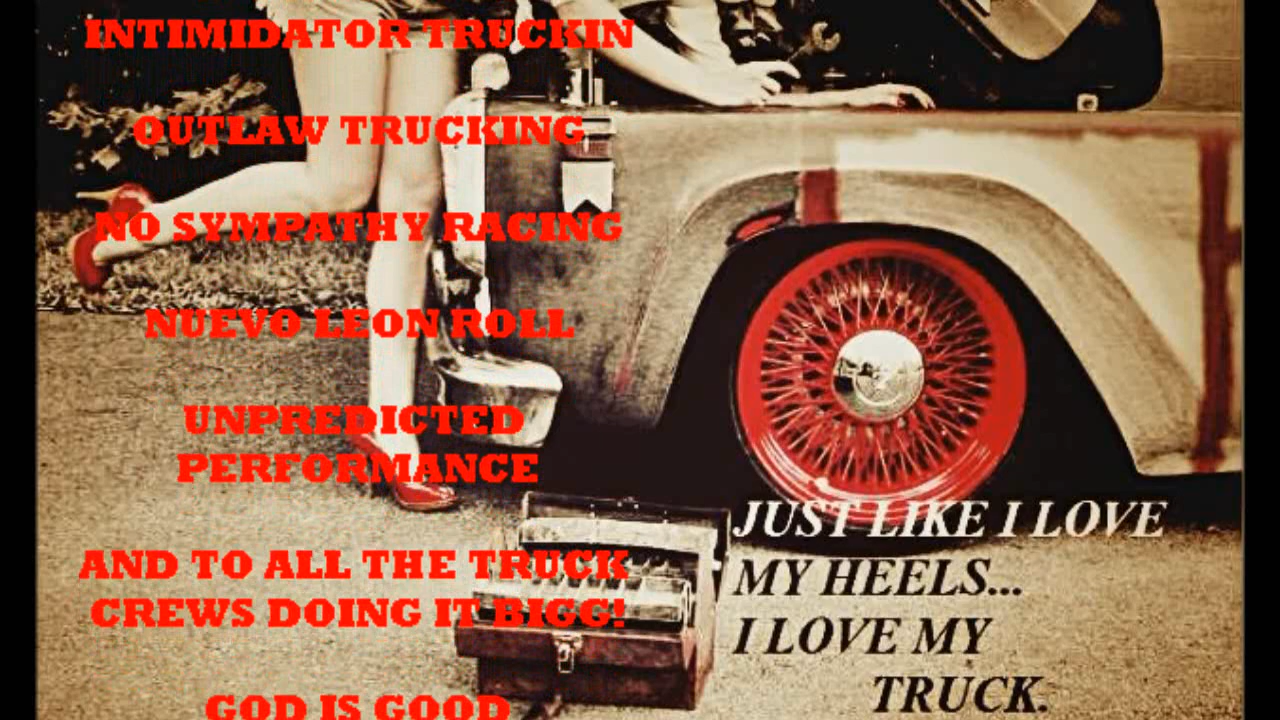 INTIMIDATOR TRUCKIN
OUTLAW TRUCKING
NO SYMPATHY RACING
NUEVO LEON ROLL
UNPREDICTED
PERFORMANCE
AND TO ALL THE TRUCK
CREWS DOING IT BIGG!
GOD IS GOOD
JUST LIKE I LOVE
MY HEELS...
I LOVE MY
TRUCK.